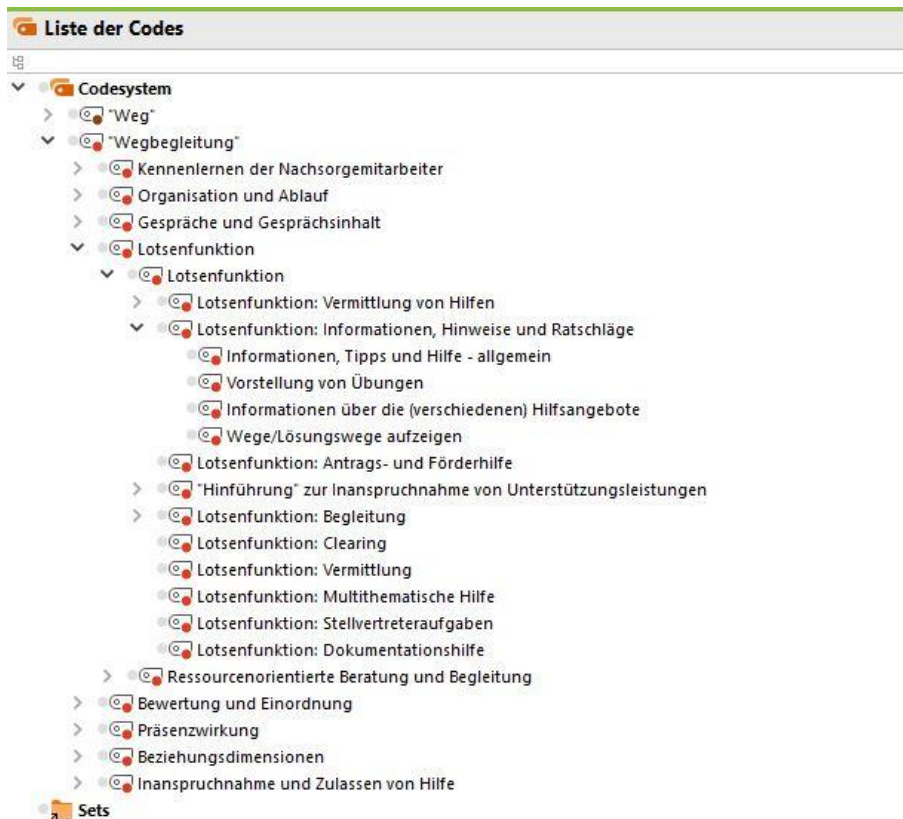 Liste der Codes
Codesystem
"Weg"
"Wegbegleitung"
Kennenlernen der Nachsorgemitarbeiter
Organisation und Ablauf
Gespräche und Gesprächsinhalt
Lotsenfunktion
Lotsenfunktion
Lotsenfunktion: Vermittlung von Hilfen
Lotsenfunktion: Informationen, Hinweise und Ratschläge
Informationen, Tipps und Hilfe - allgemein
Vorstellung von Übungen
Informationen über die (verschiedenen) Hilfsangebote
Wege/Lösungswege aufzeigen
Lotsenfunktion: Antrags- und Förderhilfe
"Hinführung" zur Inanspruchnahme von Unterstützungsleistungen
Lotsenfunktion: Begleitung
Lotsenfunktion: Clearing
Lotsenfunktion: Vermittlung
Lotsenfunktion: Multithematische Hilfe
Lotsenfunktion: Stellvertreteraufgaben
Lotsenfunktion: Dokumentationshilfe
Ressourcenorientierte Beratung und Begleitung
Bewertung und Einordnung
Präsenzwirkung
Beziehungsdimensionen
Inanspruchnahme und Zulassen von Hilfe
Sets